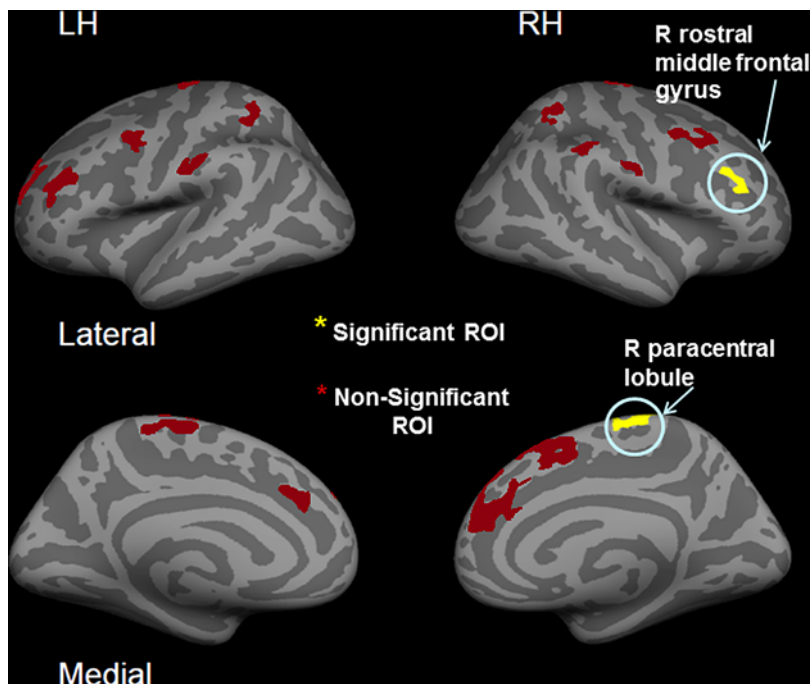 LH
RH
R rostral
middle frontal
gyrus
Lateral
* Significant ROI
* Non-Significant
ROI
R paracentral
lobule
Medial